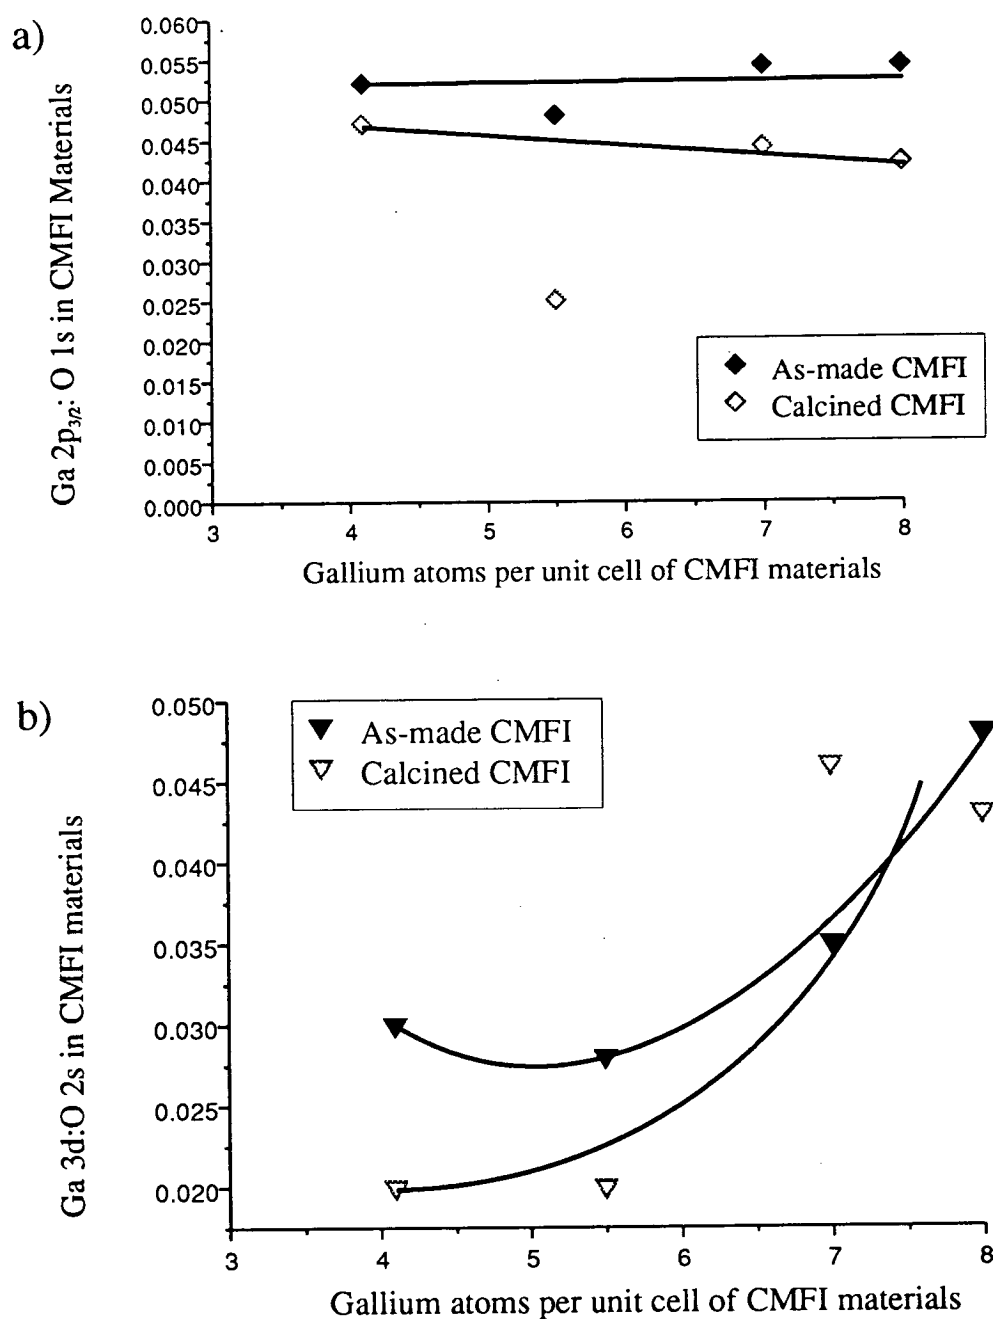 a)
Ga 2p3/2: O 1s in CMFI Materials
0.060
0.055
0.050
0.045
0.040
0.035
0.030
0.025
0.020
0.015
0.010
0.005
0.000
As-made CMFI
Calcined CMFI
3 4 5 6 7 8
Gallium atoms per unit cell of CMFI materials
b)
Ga 3d:O 2s in CMFI materials
0.050
0.045
0.040
0.035
0.030
0.025
0.020
As-made CMFI
Calcined CMFI
3 4 5 6 7 8
Gallium atoms per unit cell of CMFI materials